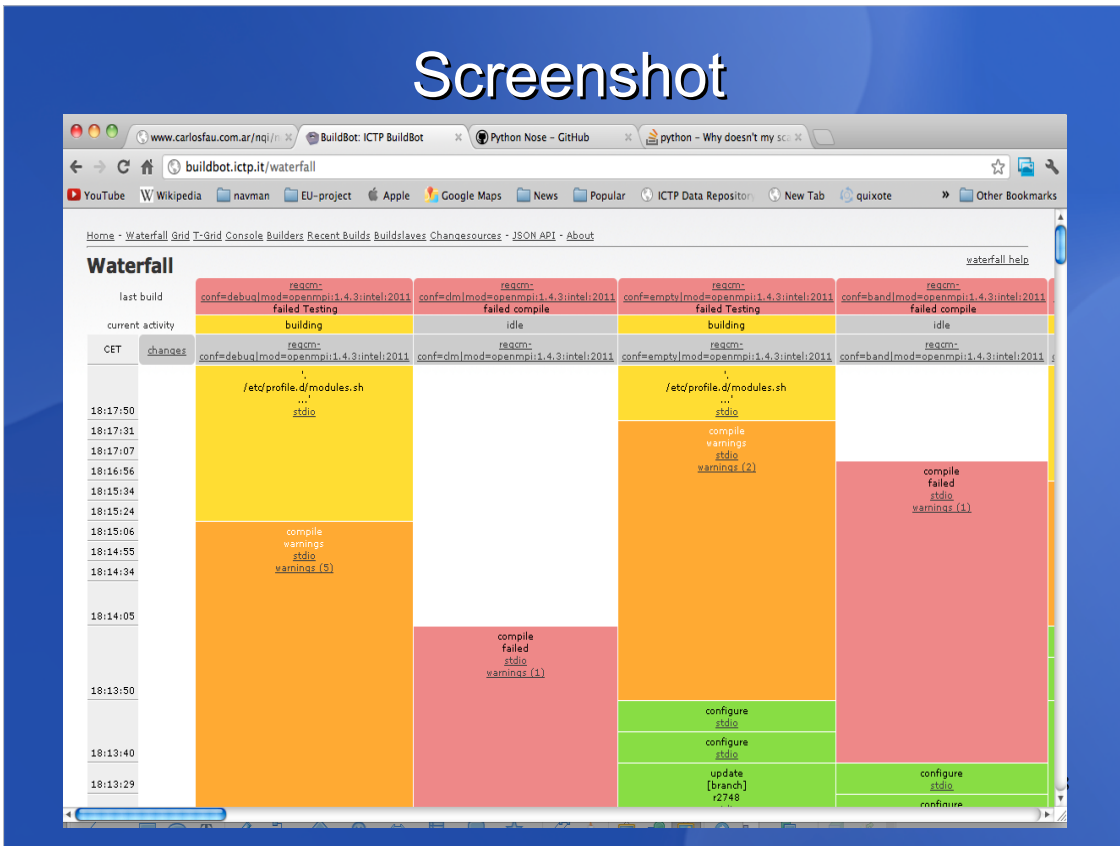 Screenshot
www.carlosfau.com.ar/nqi/n
BuildBot: ICTP BuildBot
Python Nose – GitHub
python – Why doesn't my sca
buildbot.ictp.it/waterfall
YouTube Wikipedia navman EU-project Apple Google Maps News Popular ICTP Data Repository New Tab quixote » Other Bookmarks
Home - Waterfall Grid T-Grid Console Builders Recent Builds Buildslaves Changesources - JSON API - About
Waterfall
waterfall help
last build
regcm-
conf=debug|mod=openmpi:1.4.3:intel:2011
failed Testing
regcm-
conf=clm|mod=openmpi:1.4.3:intel:2011
failed compile
regcm-
conf=empty|mod=openmpi:1.4.3:intel:2011
failed Testing
regcm-
conf=band|mod=openmpi:1.4.3:intel:2011
failed compile
current activity
building
idle
building
idle
CET
changes
regcm-
conf=debug|mod=openmpi:1.4.3:intel:2011
regcm-
conf=clm|mod=openmpi:1.4.3:intel:2011
regcm-
conf=empty|mod=openmpi:1.4.3:intel:2011
regcm-
conf=band|mod=openmpi:1.4.3:intel:2011
'.
/etc/profile.d/modules.sh
...'
stdio
'.
/etc/profile.d/modules.sh
...'
stdio
18:17:50
18:17:31
18:17:07
18:16:56
18:15:34
18:15:24
18:15:06
18:14:55
18:14:34
18:14:05
18:13:50
18:13:40
18:13:29
compile
warnings
stdio
warnings (5)
compile
failed
stdio
warnings (1)
compile
warnings
stdio
warnings (2)
configure
stdio
configure
stdio
update
[branch]
r2748
compile
failed
stdio
warnings (1)
configure
stdio
configure